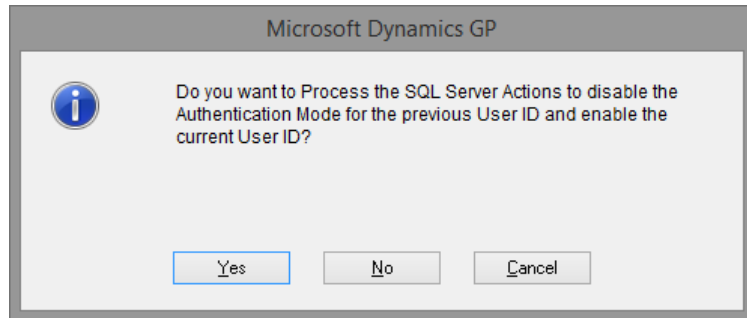 Microsoft Dynamics GP
Do you want to Process the SQL Server Actions to disable the
Authentication Mode for the previous User ID and enable the
current User ID?
Yes
No
Cancel